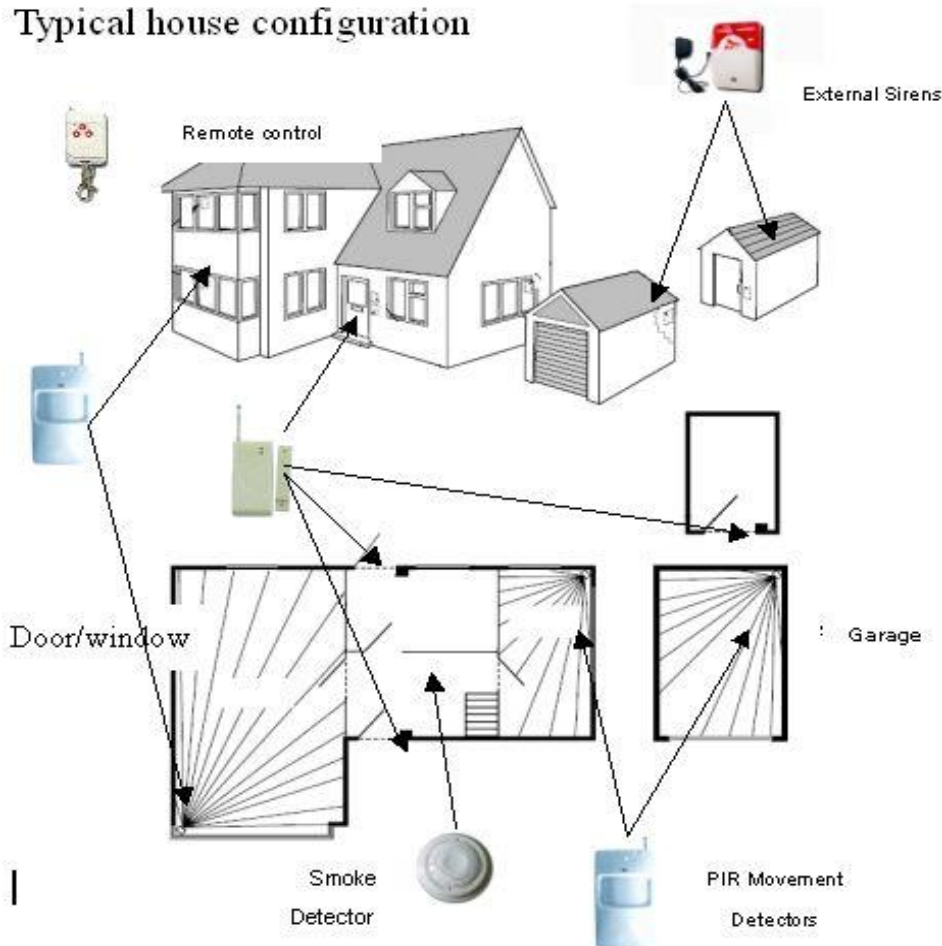 Typical house configuration
External Sirens
Remote control
Door/window
: Garage
Smoke
Detector
PIR Movement
Detectors